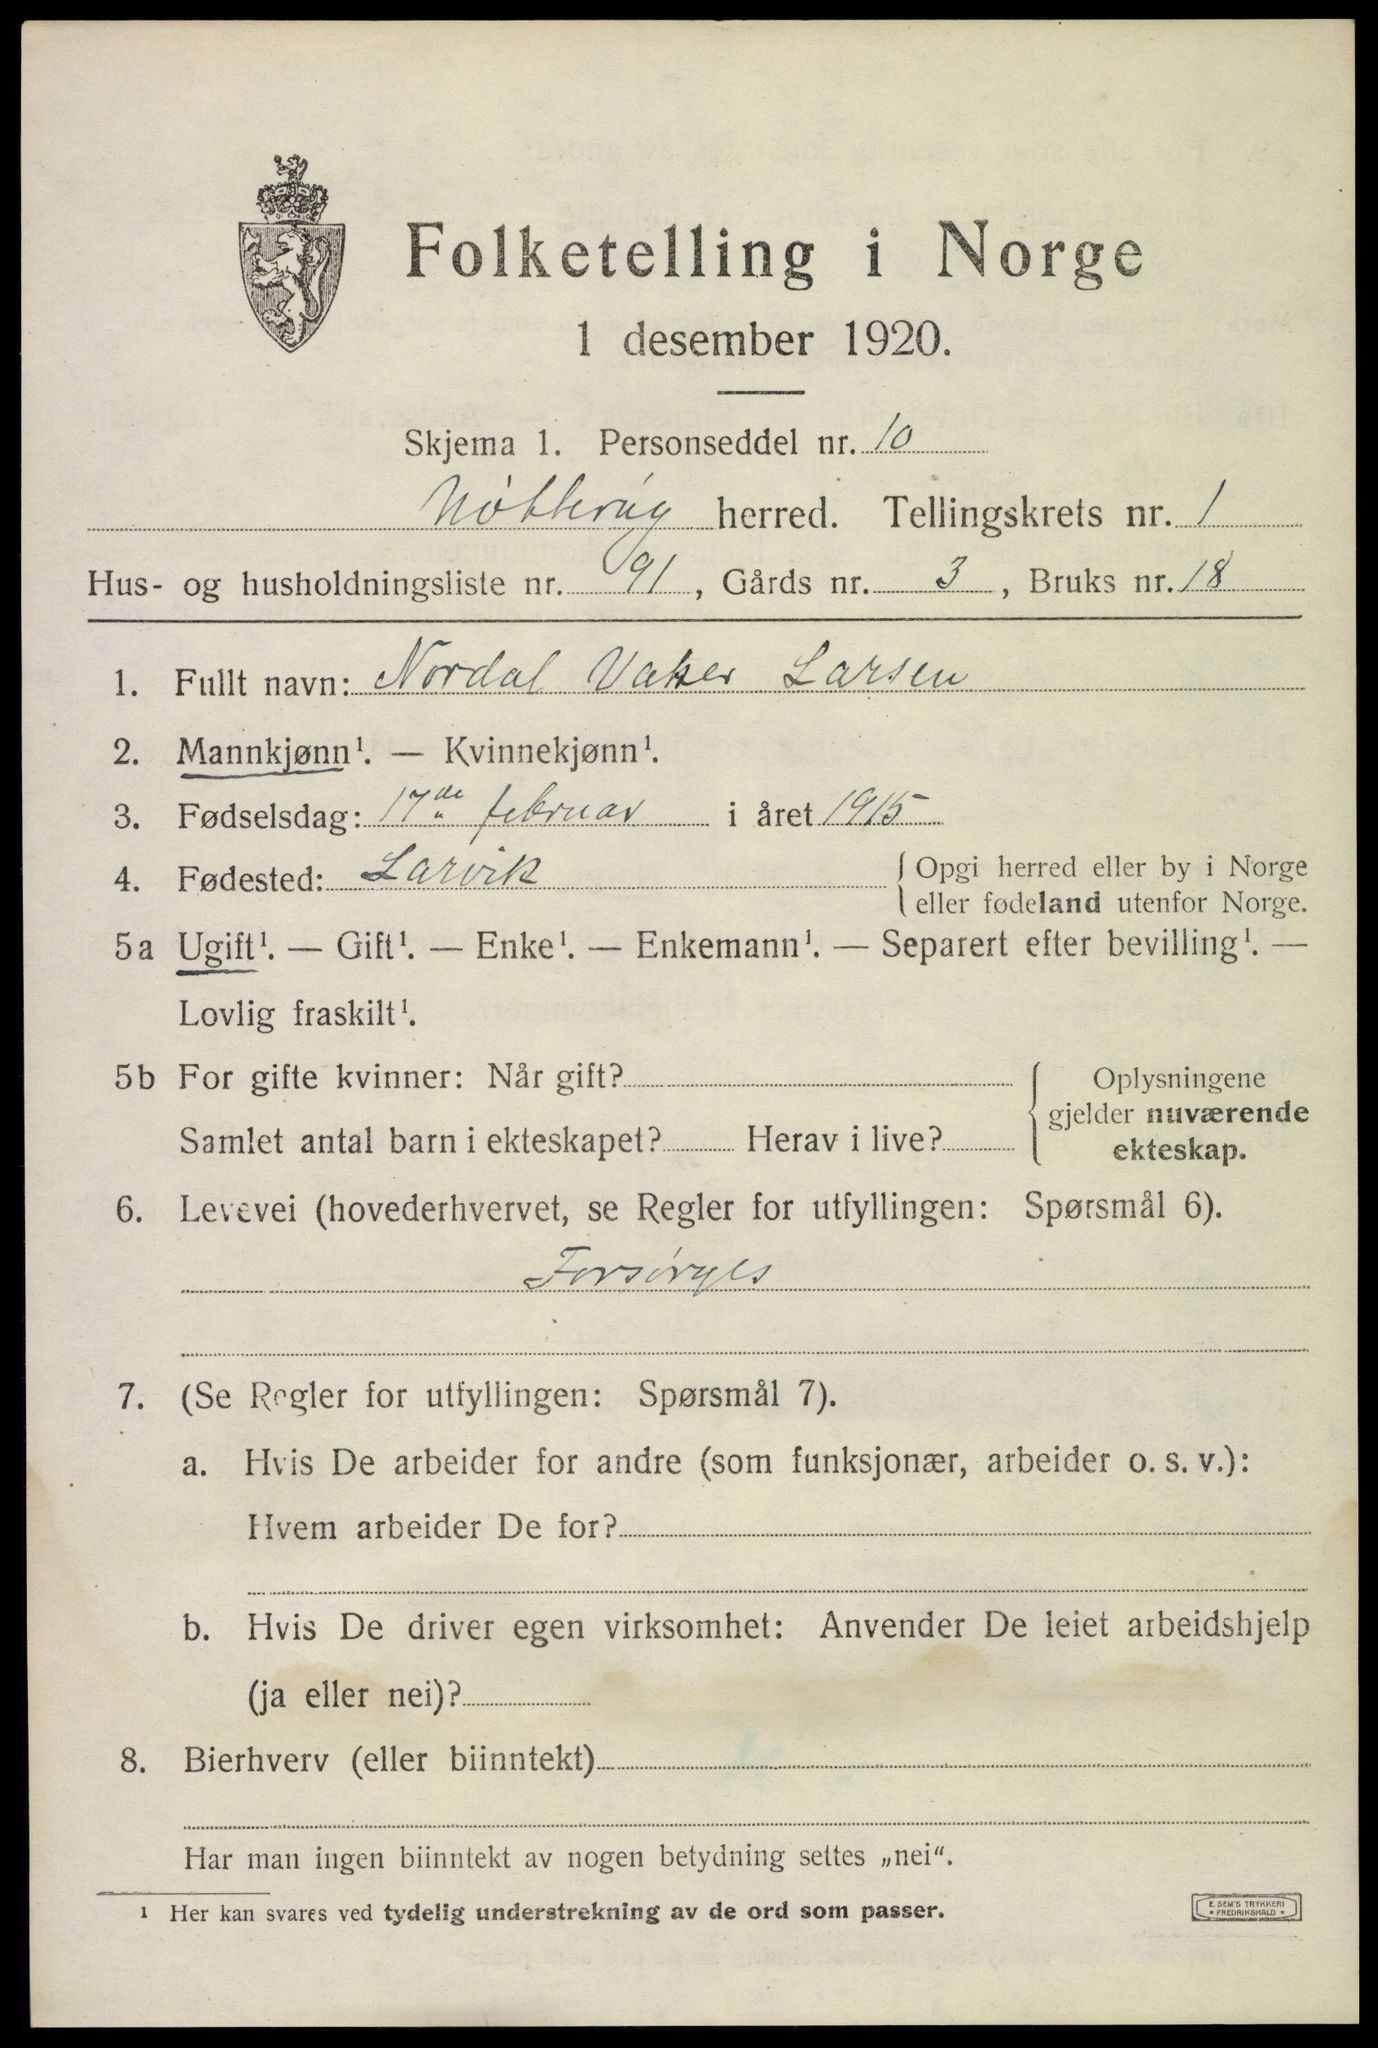 Folketelling i Norge
1 desember 1920.
Skjema 1. Personseddel nr. 10
Nøtterøy herred. Tellingskrets nr. 1
Hus- og husholdningsliste nr. 91, Gårds nr. 3, Bruks nr. 18
1. Fullt navn: Nordal Larsen
2. Mannkjønn¹. — Kvinnekjønn¹.
3. Fødselsdag: 17de februar i året 1915
4. Fødested: Larvik { Opgi herred eller by i Norge
eller fødeland utenfor Norge.
5a Ugift¹. — Gift¹. — Enke¹. — Enkemann¹. — Separert efter bevilling¹. —
Lovlig fraskilt¹.
5b For gifte kvinner: Når gift?
Samlet antal barn i ekteskapet? Herav i live?
Oplysningene
gjelder nuværende
ekteskap.
6. Levevei (hovederhvervet, se Regler for utfyllingen: Spørsmål 6).
Forsørges
7. (Se Regler for utfyllingen: Spørsmål 7).
a. Hvis De arbeider for andre (som funksjonær, arbeider o. s. v.):
Hvem arbeider De for?
b. Hvis De driver egen virksomhet: Anvender De leiet arbeidshjelp
(ja eller nei)?
8. Bierhverv (eller biinntekt)
Har man ingen biinntekt av nogen betydning settes „nei".
¹ Her kan svares ved tydelig understrekning av de ord som passer.
E. SEM'S TRYKKERI
* FREDRIKSHALD *